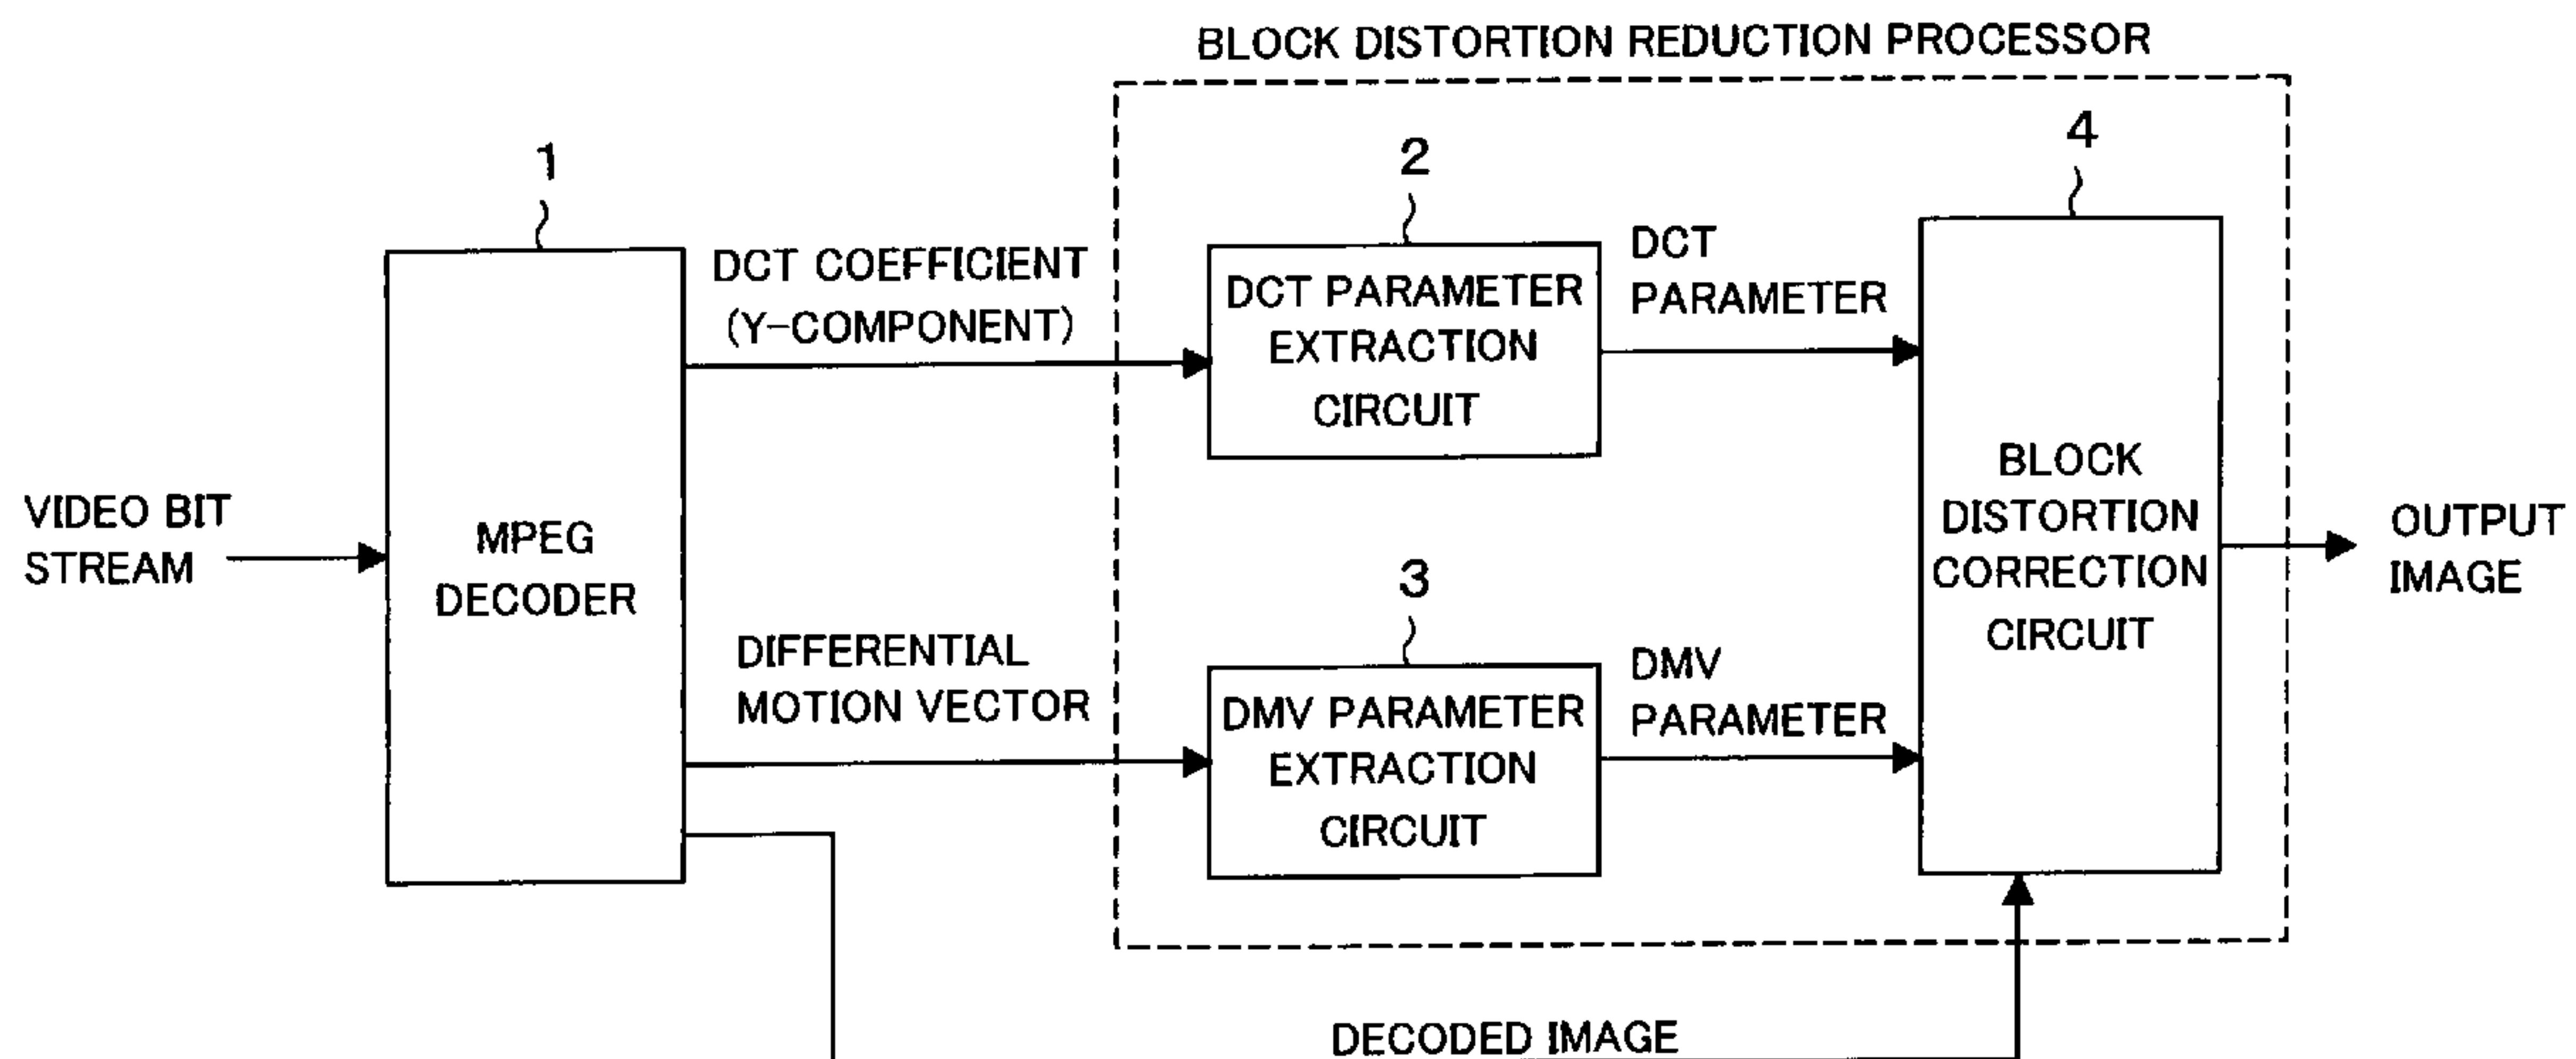 BLOCK DISTORTION REDUCTION PROCESSOR
1
2
4
DCT COEFFICIENT
(Y-COMPONENT)
DCT PARAMETER
EXTRACTION
CIRCUIT
DCT
PARAMETER
VIDEO BIT
STREAM
MPEG
DECODER
BLOCK
DISTORTION
CORRECTION
CIRCUIT
OUTPUT
IMAGE
3
DIFFERENTIAL
MOTION VECTOR
DMV PARAMETER
EXTRACTION
CIRCUIT
DMV
PARAMETER
DECODED IMAGE